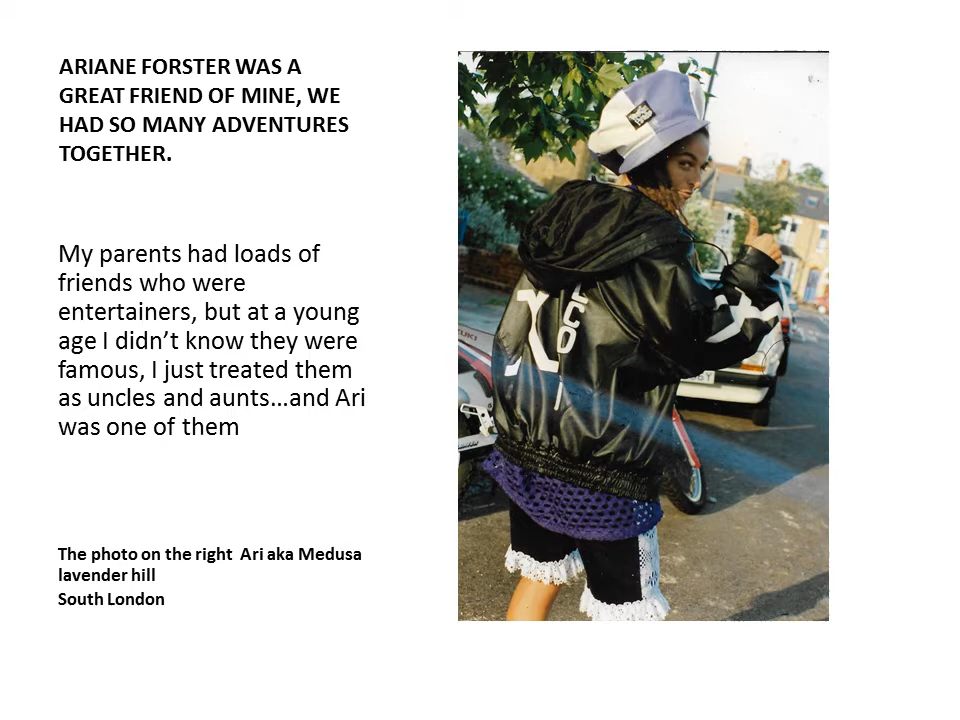 ARIANE FORSTER WAS A
GREAT FRIEND OF MINE, WE
HAD SO MANY ADVENTURES
TOGETHER.
My parents had loads of
friends who were
entertainers, but at a young
age I didn’t know they were
famous, I just treated them
as uncles and aunts…and Ari
was one of them
The photo on the right  Ari aka Medusa
lavender hill
South London